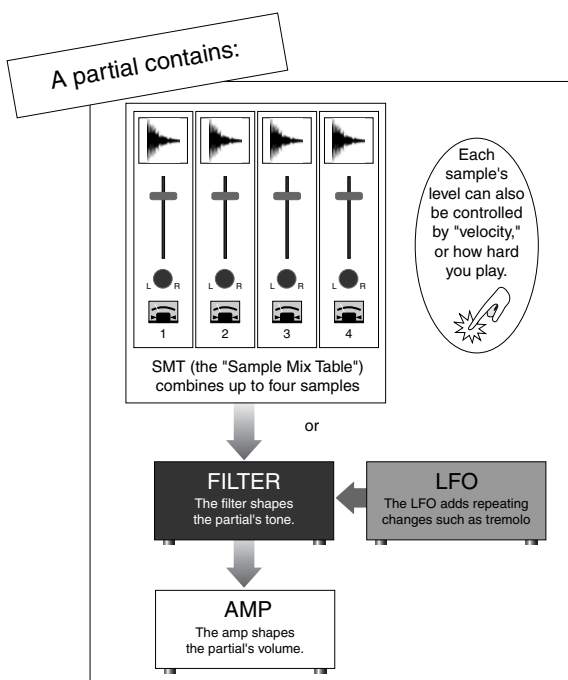 A partial contains:
L R L R L R L R
1 2 3 4
SMT (the "Sample Mix Table")
combines up to four samples
Each
sample's
level can also
be controlled
by "velocity,"
or how hard
you play.
or
FILTER
The filter shapes
the partial's tone.
LFO
The LFO adds repeating
changes such as tremolo
AMP
The amp shapes
the partial's volume.